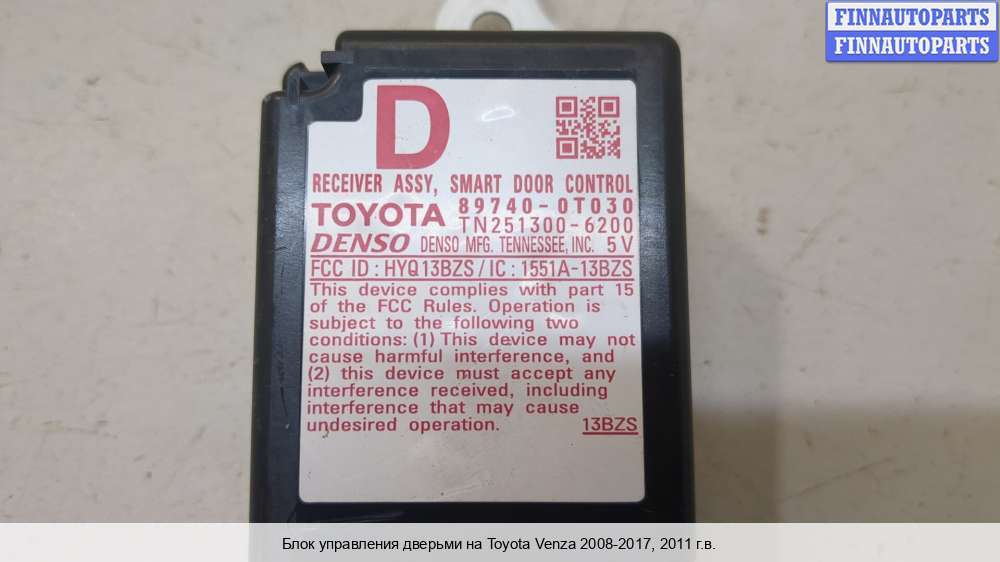 FINNAUTOPARTS
FINNAUTOPARTS
D
RECEIVER ASSY, SMART DOOR CONTROL
TOYOTA 89740-0T030
TN251300-6200
DENSO DENSO MFG. TENNESSEE, INC. 5V
FCC ID : HYQ13BZS / IC : 1551A-13BZS
This device complies with part 15
of the FCC Rules. Operation is
subject to the following two
conditions: (1) This device may not
cause harmful interference, and
(2) this device must accept any
interference received, including
interference that may cause
undesired operation. 13BZS
Блок управления дверьми на Toyota Venza 2008-2017, 2011 г.в.